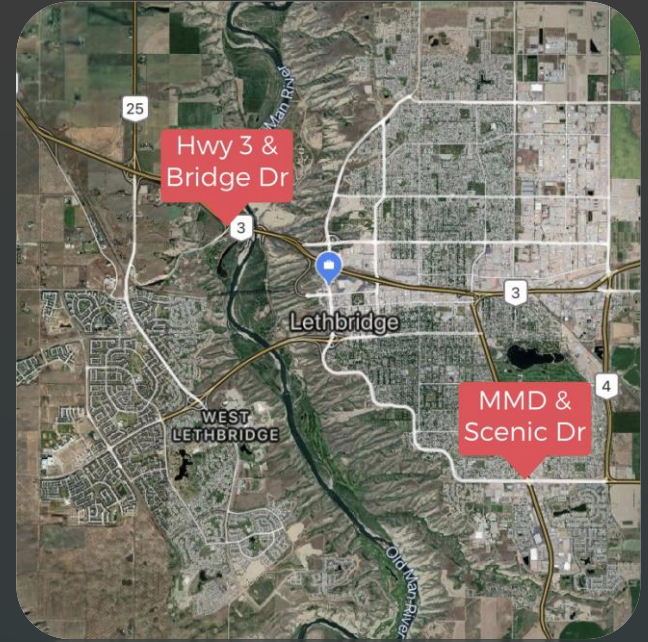 Man River
25
Hwy 3 &
Bridge Dr
3
3
Lethbridge
4
MMD &
Scenic Dr
WEST
LETHBRIDGE
Old Man River